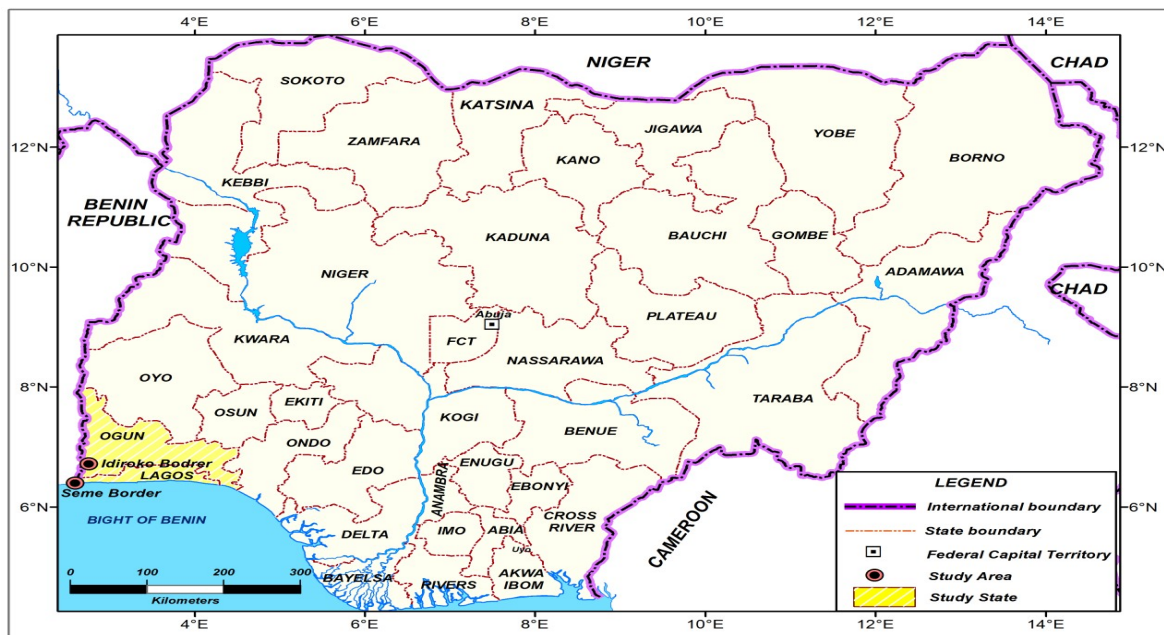 4°E 6°E 8°E 10°E 12°E 14°E
NIGER
CHAD
SOKOTO
KATSINA
JIGAWA
YOBE
ZAMFARA
KANO
BORNO
12°N 12°N
KEBBI
BENIN
REPUBLIC
KADUNA
BAUCHI
GOMBE
NIGER
ADAMAWA
10°N 10°N
CHAD
Abuja
PLATEAU
KWARA
FCT
NASSARAWA
OYO
8°N 8°N
TARABA
OSUN
EKITI
KOGI
BENUE
OGUN
ONDO
Idiroko Bodrer
EDO
ENUGU
LAGOS
ANAMBRA
EBONYI
Seme Border
6°N 6°N
BIGHT OF BENIN
DELTA
IMO
ABIA
CROSS
RIVER
CAMEROON
Uyo
BAYELSA
RIVERS
AKWA
IBOM
0 100 200 300
Kilometers
LEGEND
International boundary
State boundary
Federal Capital Territory
Study Area
Study State
4°E 6°E 8°E 10°E 12°E 14°E